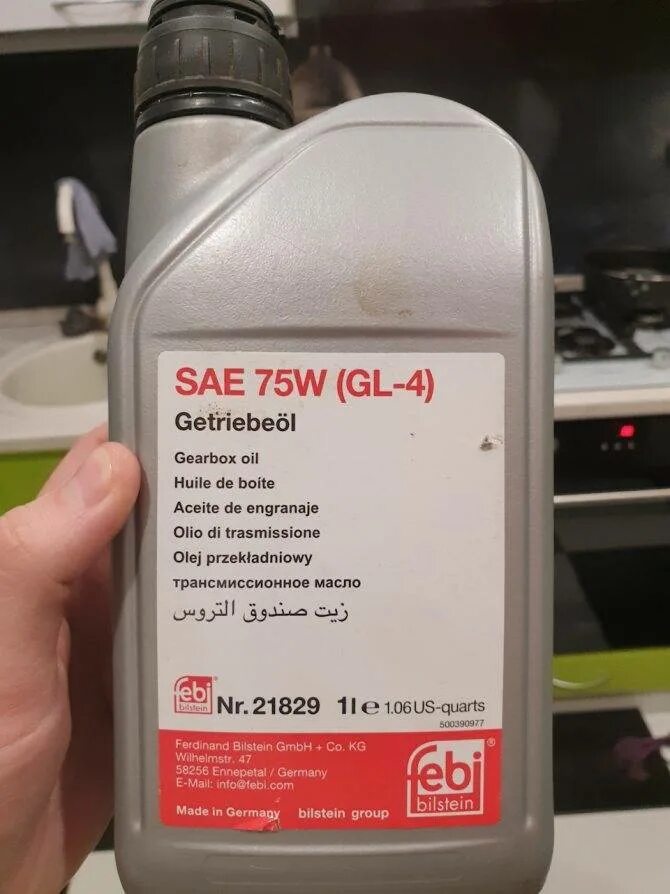 SAE 75W (GL-4)
Getriebeöl
Gearbox oil
Huile de boîte
Aceite de engranaje
Olio di trasmissione
Olej przekładniowy
трансмиссионное масло
زيت صندوق التروس
febi bilstein Nr. 21829 1l e 1.06 US-quarts
500390977
Ferdinand Bilstein GmbH + Co. KG
Wilhelmstr. 47
58256 Ennepetal / Germany
E-Mail: info@febi.com
Made in Germany bilstein group
febi®
bilstein